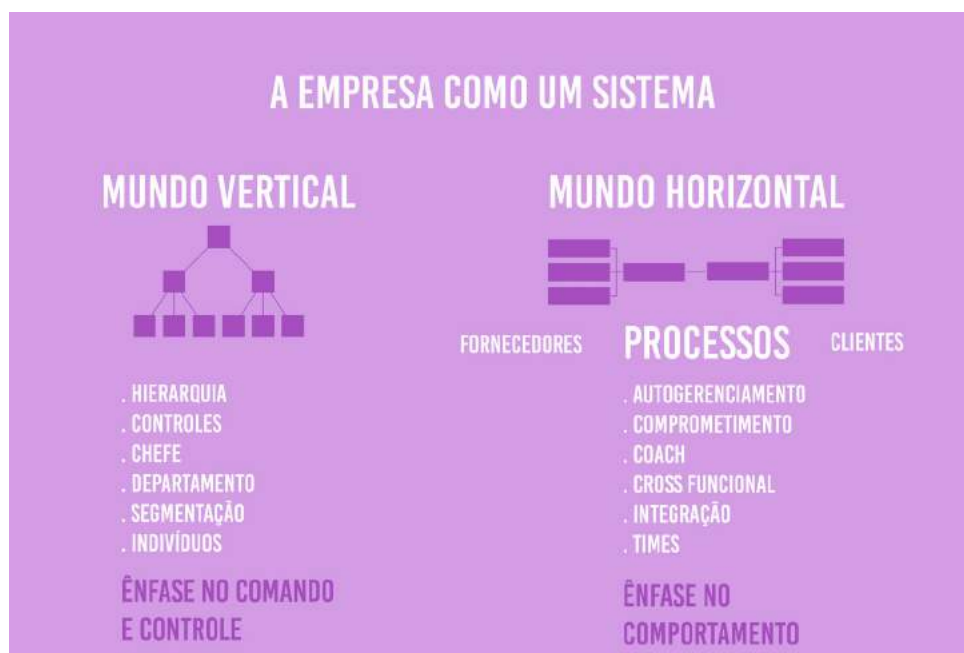 A EMPRESA COMO UM SISTEMA
MUNDO VERTICAL
. HIERARQUIA
. CONTROLES
. CHEFE
. DEPARTAMENTO
. SEGMENTAÇÃO
. INDIVÍDUOS
ÊNFASE NO COMANDO
E CONTROLE
MUNDO HORIZONTAL
FORNECEDORES
PROCESSOS
CLIENTES
. AUTOGERENCIAMENTO
. COMPROMETIMENTO
. COACH
. CROSS FUNCIONAL
. INTEGRAÇÃO
. TIMES
ÊNFASE NO
COMPORTAMENTO